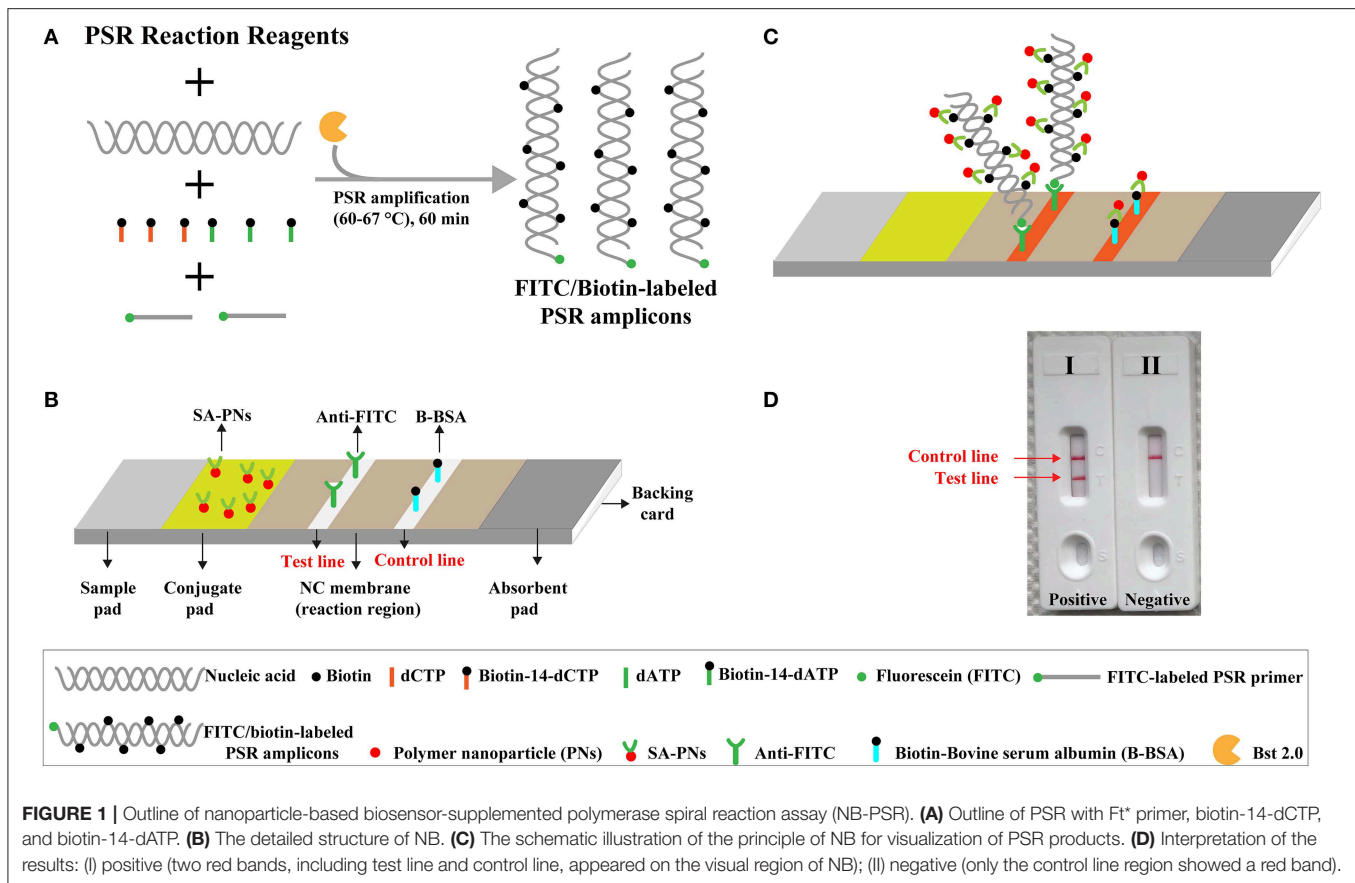 A
PSR Reaction Reagents
+
+
+
PSR amplification
(60-67 °C), 60 min
FITC/Biotin-labeled
PSR amplicons
B
SA-PNs
Anti-FITC
B-BSA
Backing
card
Test line
Control line
Sample
pad
Conjugate
pad
NC membrane
(reaction region)
Absorbent
pad
C
D
I
II
Control line
Test line
C
T
S
C
T
S
Positive
Negative
Nucleic acid
Biotin
dCTP
Biotin-14-dCTP
dATP
Biotin-14-dATP
Fluorescein (FITC)
FITC-labeled PSR primer
FITC/biotin-labeled
PSR amplicons
Polymer nanoparticle (PNs)
SA-PNs
Anti-FITC
Biotin-Bovine serum albumin (B-BSA)
Bst 2.0
FIGURE 1 | Outline of nanoparticle-based biosensor-supplemented polymerase spiral reaction assay (NB-PSR). (A) Outline of PSR with Ft* primer, biotin-14-dCTP,
and biotin-14-dATP. (B) The detailed structure of NB. (C) The schematic illustration of the principle of NB for visualization of PSR products. (D) Interpretation of the
results: (I) positive (two red bands, including test line and control line, appeared on the visual region of NB); (II) negative (only the control line region showed a red band).